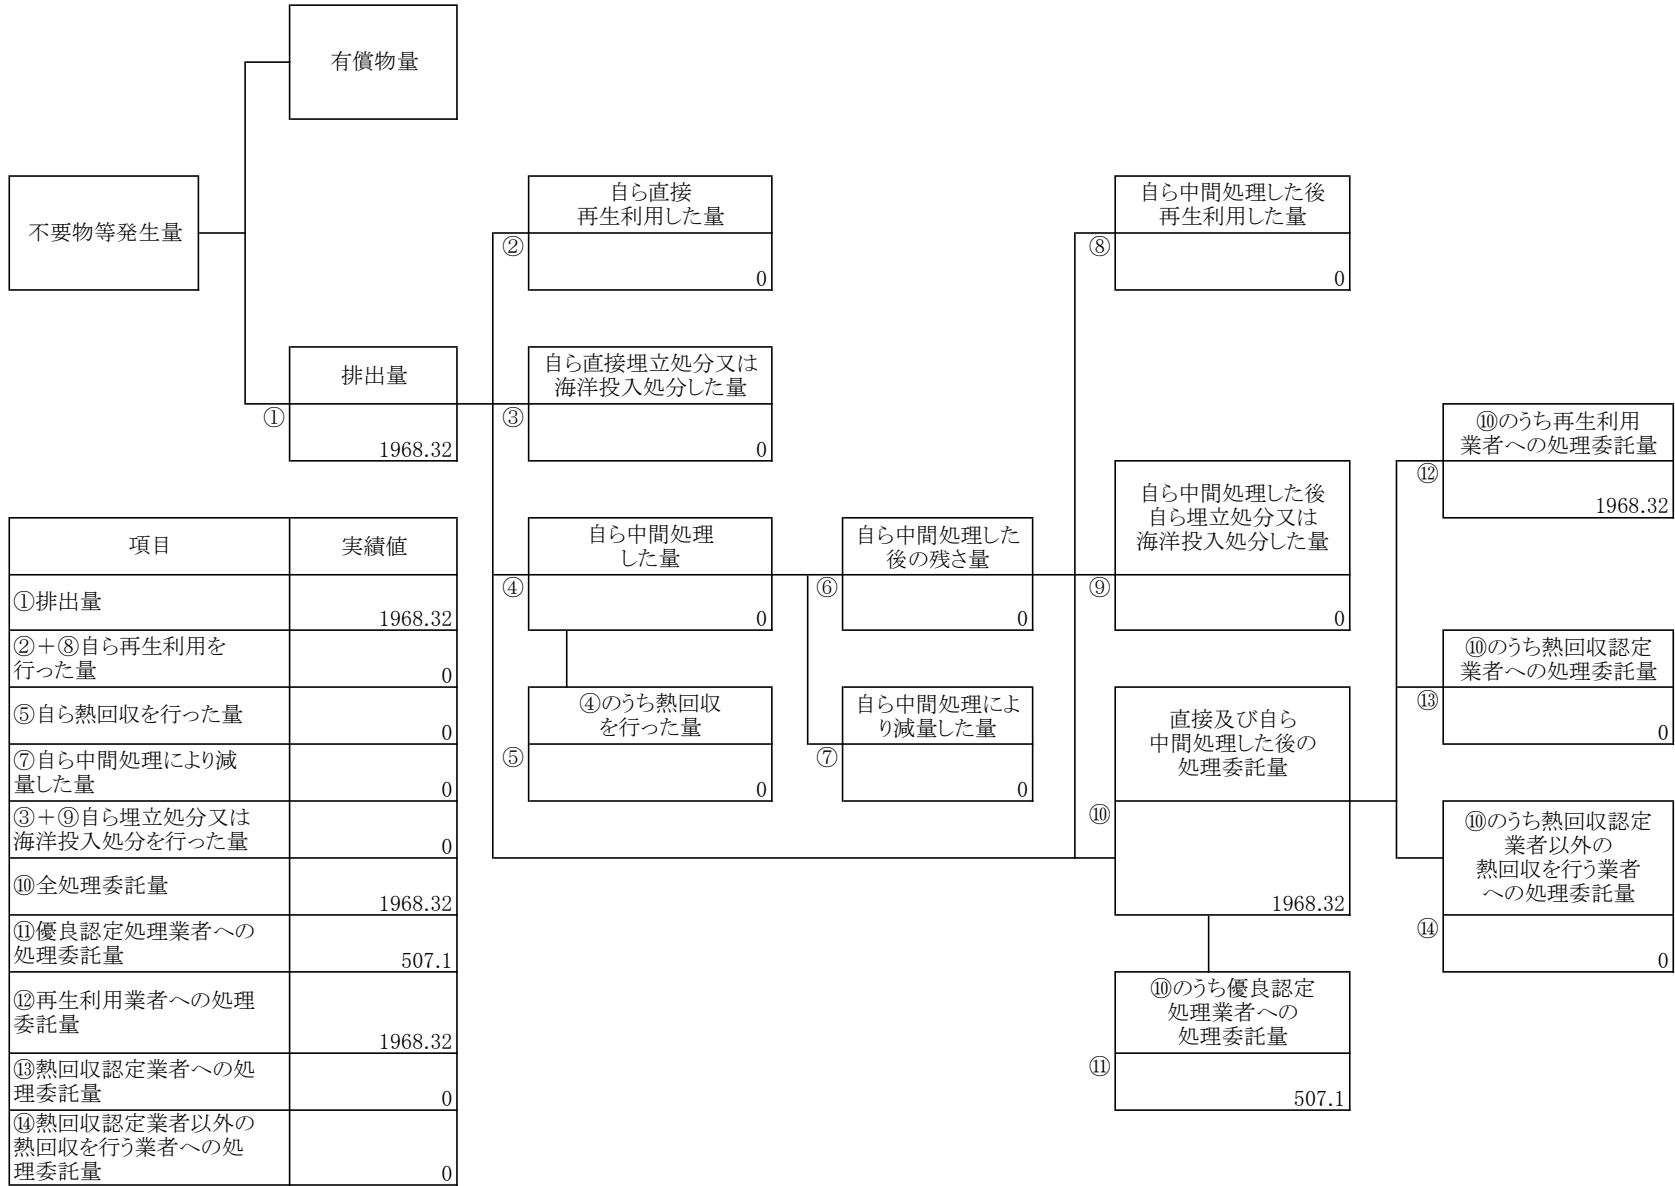 有償物量
不要物等発生量
自ら直接
再生利用した量
②
0
自ら中間処理した後
再生利用した量
⑧
0
排出量
①
1968.32
自ら直接埋立処分又は
海洋投入処分した量
③
0
⑩のうち再生利用
業者への処理委託量
⑫
1968.32
自ら中間処理
した量
④
0
自ら中間処理した
後の残さ量
⑥
0
自ら中間処理した後
自ら埋立処分又は
海洋投入処分した量
⑨
0
⑩のうち熱回収認定
業者への処理委託量
⑬
0
④のうち熱回収
を行った量
⑤
0
自ら中間処理によ
り減量した量
⑦
0
直接及び自ら
中間処理した後の
処理委託量
⑩
1968.32
⑩のうち熱回収認定
業者以外の
熱回収を行う業者
への処理委託量
⑭
0
⑩のうち優良認定
処理業者への
処理委託量
⑪
507.1
項目
実績値
①排出量
1968.32
②＋⑧自ら再生利用を
行った量
0
⑤自ら熱回収を行った量
0
⑦自ら中間処理により減
量した量
0
③＋⑨自ら埋立処分又は
海洋投入処分を行った量
0
⑩全処理委託量
1968.32
⑪優良認定処理業者への
処理委託量
507.1
⑫再生利用業者への処理
委託量
1968.32
⑬熱回収認定業者への処
理委託量
0
⑭熱回収認定業者以外の
熱回収を行う業者への処
理委託量
0